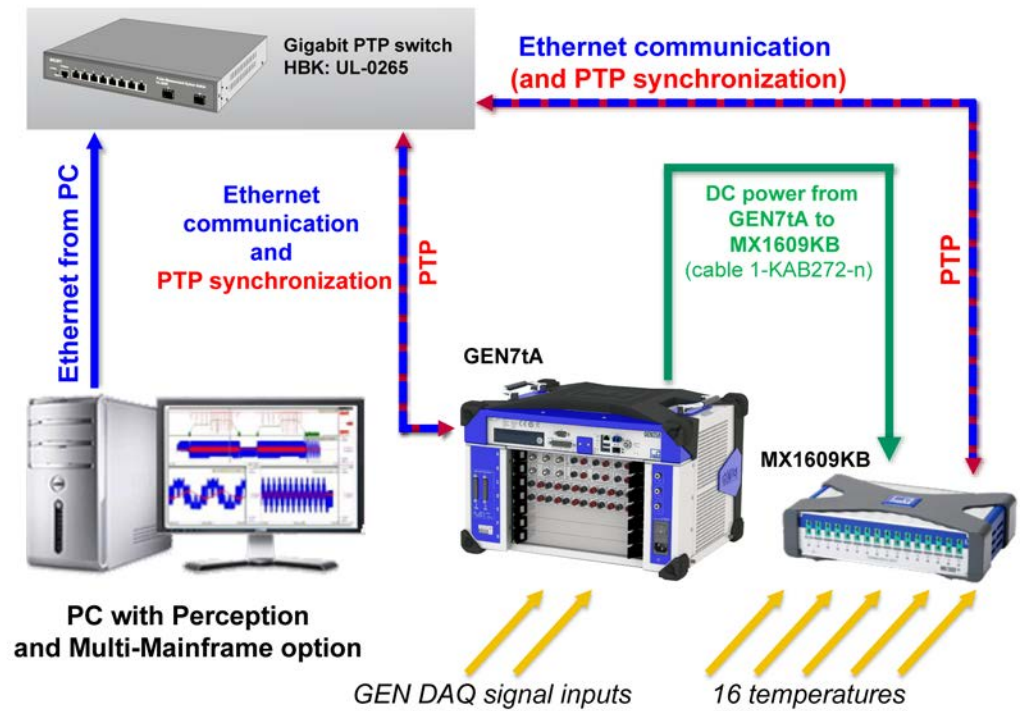 Gigabit PTP switch
HBK: UL-0265
Ethernet communication
(and PTP synchronization)
Ethernet from PC
Ethernet
communication
and
PTP synchronization
PTP
DC power from
GEN7tA to
MX1609KB
(cable 1-KAB272-n)
PTP
GEN7tA
MX1609KB
PC with Perception
and Multi-Mainframe option
GEN DAQ signal inputs
16 temperatures